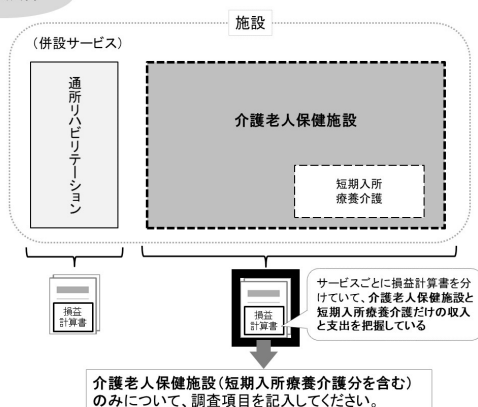 施設
（併設サービス）
通所リハビリテーション
介護老人保健施設
短期入所
療養介護
損益
計算書
損益
計算書
サービスごとに損益計算書を分
けていて、介護老人保健施設と
短期入所療養介護だけの収入
と支出を把握している
介護老人保健施設（短期入所療養介護分を含む）
のみについて、調査項目を記入してください。